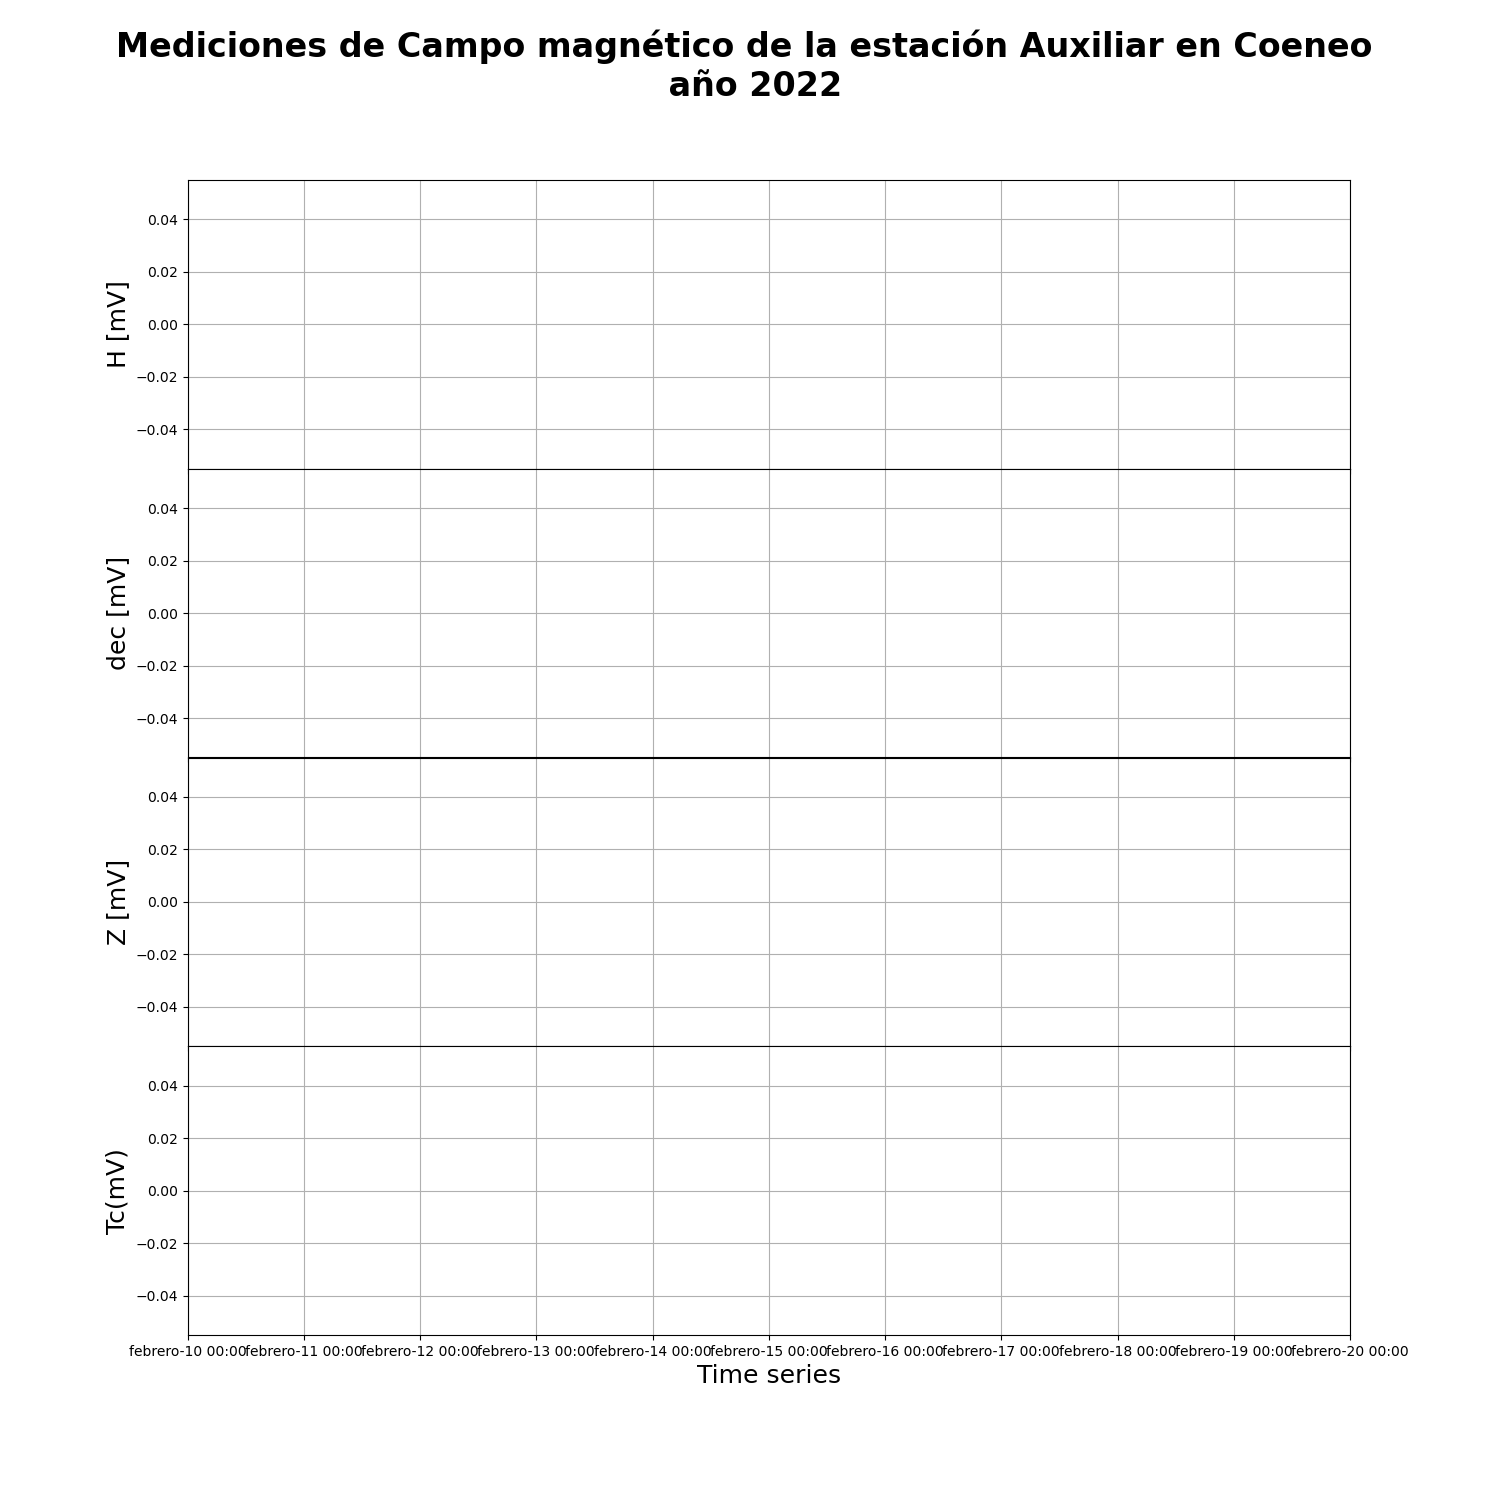 Mediciones de Campo magnético de la estación Auxiliar en Coeneo
año 2022
H [mV]
0.04
0.02
0.00
−0.02
−0.04
dec [mV]
0.04
0.02
0.00
−0.02
−0.04
Z [mV]
0.04
0.02
0.00
−0.02
−0.04
Tc(mV)
0.04
0.02
0.00
−0.02
−0.04
febrero-10 00:00 febrero-11 00:00 febrero-12 00:00 febrero-13 00:00 febrero-14 00:00 febrero-15 00:00 febrero-16 00:00 febrero-17 00:00 febrero-18 00:00 febrero-19 00:00 febrero-20 00:00
Time series